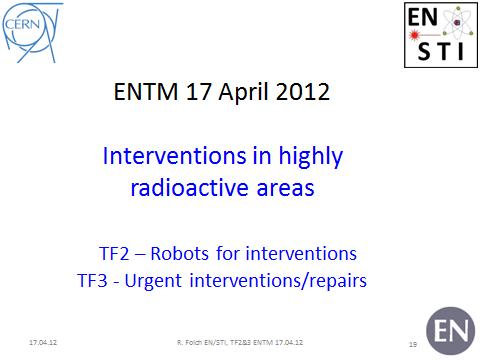 CERN
EN
STI
ENTM 17 April 2012
Interventions in highly
radioactive areas
TF2 – Robots for interventions
TF3 - Urgent interventions/repairs
17.04.12
R. Folch EN/STI, TF2&3 ENTM 17.04.12
19
EN